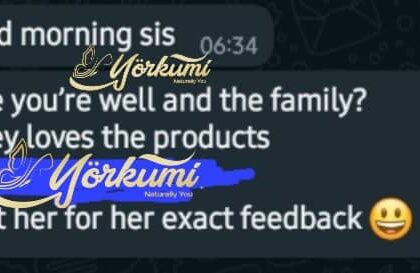 d morning sis
06:34
Yörkumi
Naturally You
e you're well and the family?
ey loves the products
Yörkumi
Naturally You
t her for her exact feedback 😃